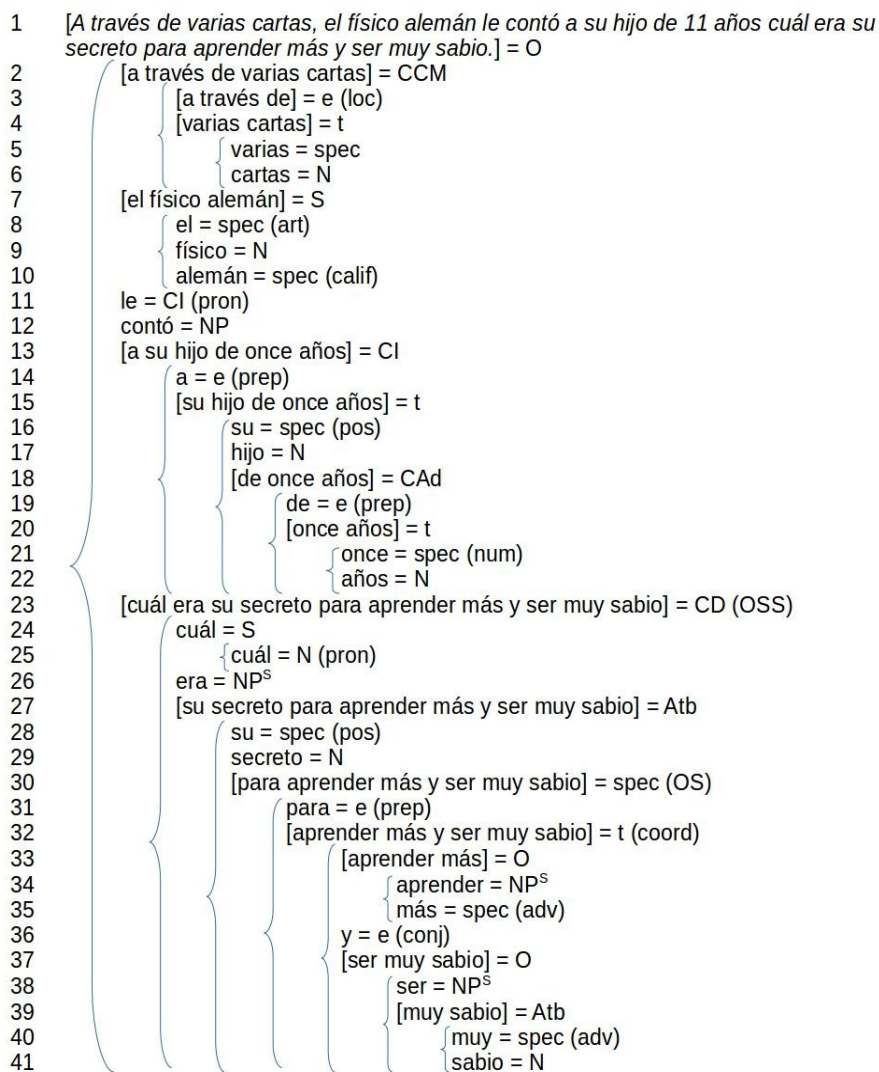 1 [A través de varias cartas, el físico alemán le contó a su hijo de 11 años cuál era su
secreto para aprender más y ser muy sabio.] = O
2 [a través de varias cartas] = CCM
3 [a través de] = e (loc)
4 [varias cartas] = t
5 varias = spec
6 cartas = N
7 [el físico alemán] = S
8 el = spec (art)
9 físico = N
10 alemán = spec (calif)
11 le = CI (pron)
12 contó = NP
13 [a su hijo de once años] = CI
14 a = e (prep)
15 [su hijo de once años] = t
16 su = spec (pos)
17 hijo = N
18 [de once años] = CAd
19 de = e (prep)
20 [once años] = t
21 once = spec (num)
22 años = N
23 [cuál era su secreto para aprender más y ser muy sabio] = CD (OSS)
24 cuál = S
25 cuál = N (pron)
26 era = NPˢ
27 [su secreto para aprender más y ser muy sabio] = Atb
28 su = spec (pos)
29 secreto = N
30 [para aprender más y ser muy sabio] = spec (OS)
31 para = e (prep)
32 [aprender más y ser muy sabio] = t (coord)
33 [aprender más] = O
34 aprender = NPˢ
35 más = spec (adv)
36 y = e (conj)
37 [ser muy sabio] = O
38 ser = NPˢ
39 [muy sabio] = Atb
40 muy = spec (adv)
41 sabio = N